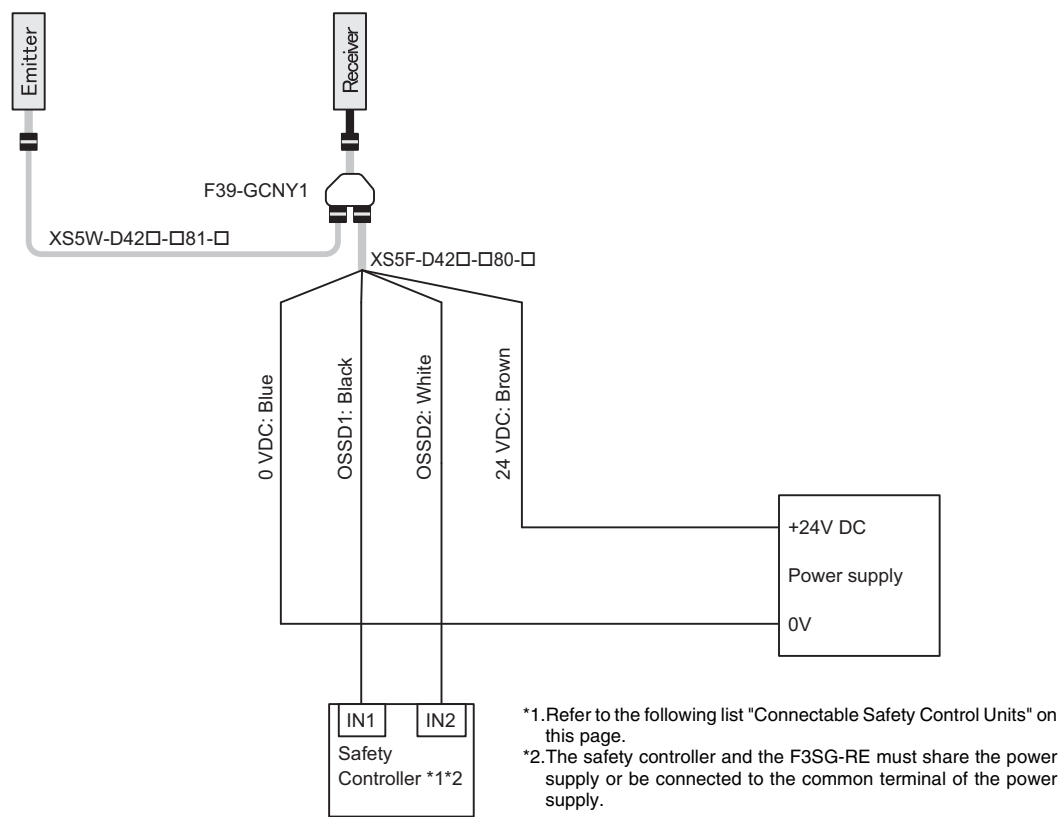 Emitter
Receiver
F39-GCNY1
XS5W-D42□-□81-□
XS5F-D42□-□80-□
0 VDC: Blue
OSSD1: Black
OSSD2: White
24 VDC: Brown
+24V DC
Power supply
0V
IN1
IN2
Safety
Controller *1*2
*1.Refer to the following list "Connectable Safety Control Units" on
this page.
*2.The safety controller and the F3SG-RE must share the power
supply or be connected to the common terminal of the power
supply.